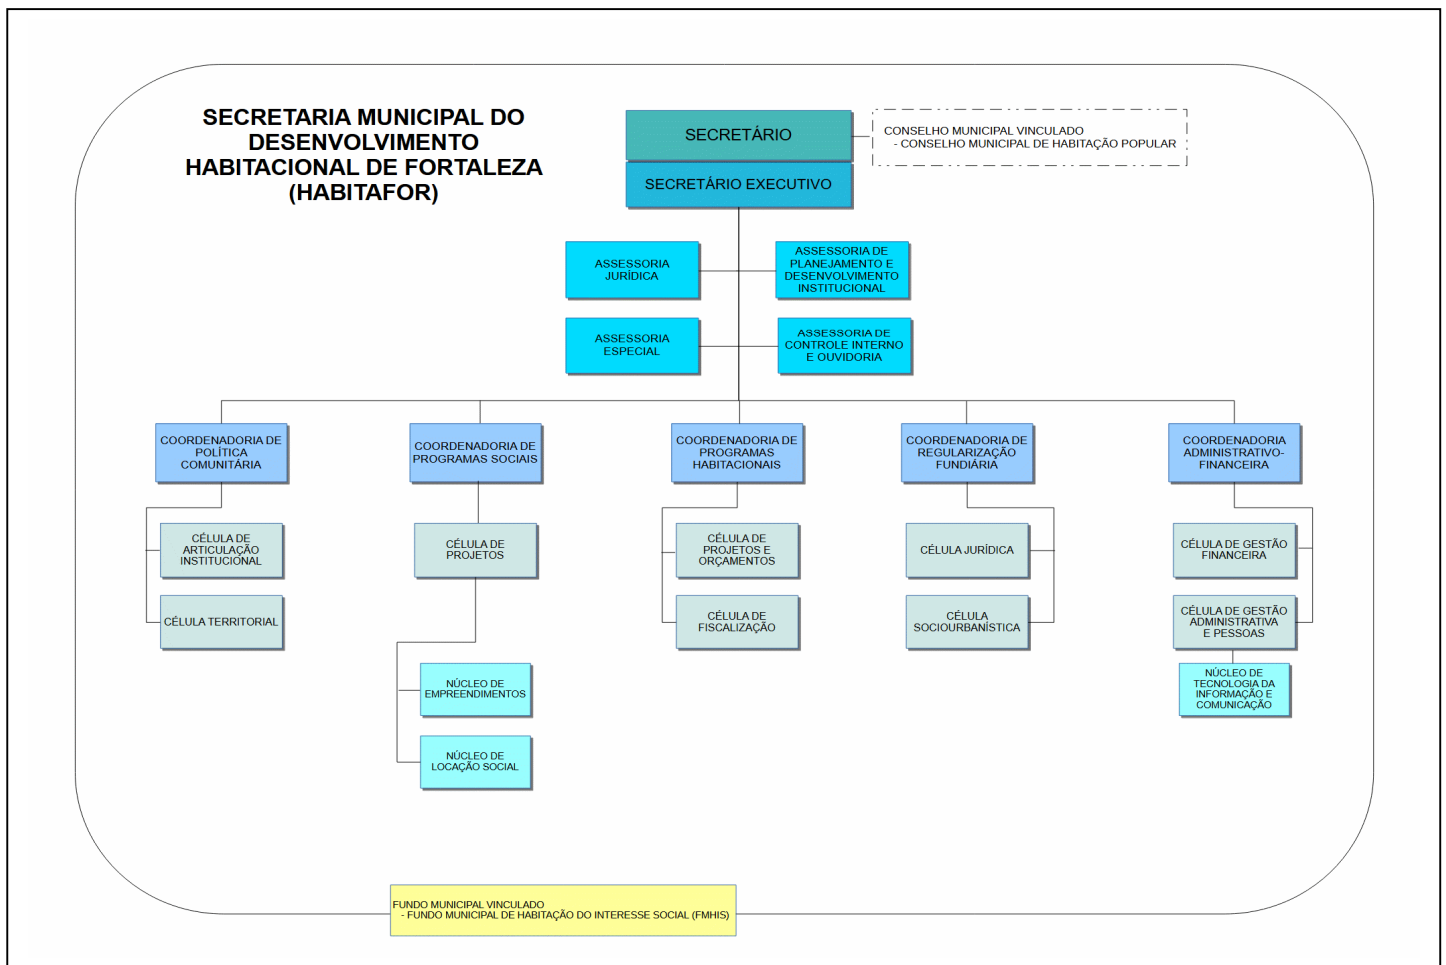 SECRETARIA MUNICIPAL DO
DESENVOLVIMENTO
HABITACIONAL DE FORTALEZA
(HABITAFOR)
SECRETÁRIO
SECRETÁRIO EXECUTIVO
CONSELHO MUNICIPAL VINCULADO
- CONSELHO MUNICIPAL DE HABITAÇÃO POPULAR
ASSESSORIA
JURÍDICA
ASSESSORIA DE
PLANEJAMENTO E
DESENVOLVIMENTO
INSTITUCIONAL
ASSESSORIA
ESPECIAL
ASSESSORIA DE
CONTROLE INTERNO
E OUVIDORIA
COORDENADORIA DE
POLÍTICA
COMUNITÁRIA
COORDENADORIA DE
PROGRAMAS SOCIAIS
COORDENADORIA DE
PROGRAMAS
HABITACIONAIS
COORDENADORIA DE
REGULARIZAÇÃO
FUNDIÁRIÁ
COORDENADORIA
ADMINISTRATIVO-
FINANCEIRA
CÉLULA DE
ARTICULAÇÃO
INSTITUCIONAL
CÉLULA DE
PROJETOS
CÉLULA DE
PROJETOS E
ORÇAMENTOS
CÉLULA JURÍDICA
CÉLULA DE GESTÃO
FINANCEIRA
CÉLULA TERRITORIAL
CÉLULA DE
FISCALIZAÇÃO
CÉLULA
SOCIOURBANÍSTICA
CÉLULA DE GESTÃO
ADMINISTRATIVA
E PESSOAS
NÚCLEO DE
EMPREENDIMENTOS
NÚCLEO DE
TECNOLOGIA DA
INFORMAÇÃO E
COMUNICAÇÃO
NÚCLEO DE
LOCAÇÃO SOCIAL
FUNDO MUNICIPAL VINCULADO
- FUNDO MUNICIPAL DE HABITAÇÃO DO INTERESSE SOCIAL (FMHIS)